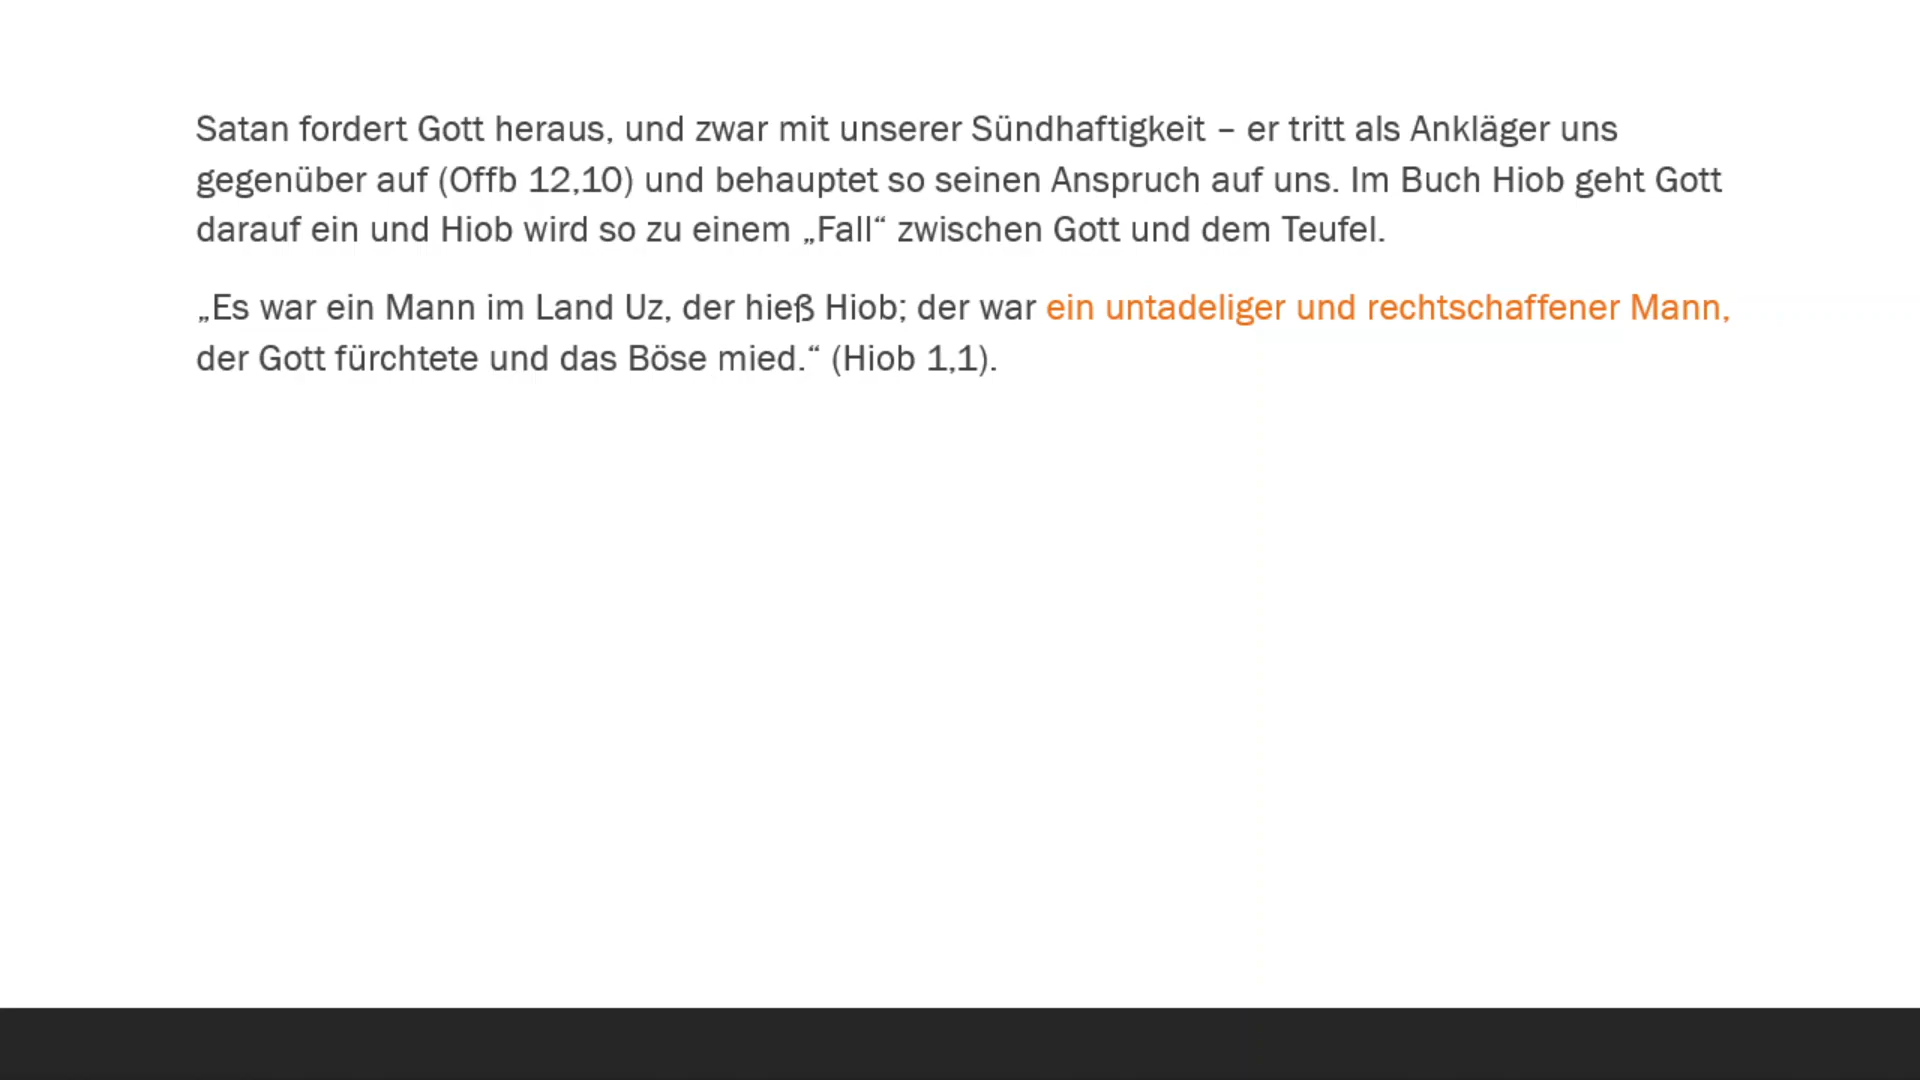 Satan fordert Gott heraus, und zwar mit unserer Sündhaftigkeit – er tritt als Ankläger uns
gegenüber auf (Offb 12,10) und behauptet so seinen Anspruch auf uns. Im Buch Hiob geht Gott
darauf ein und Hiob wird so zu einem „Fall“ zwischen Gott und dem Teufel.
„Es war ein Mann im Land Uz, der hieß Hiob; der war ein untadeliger und rechtschaffener Mann,
der Gott fürchtete und das Böse mied.“ (Hiob 1,1).